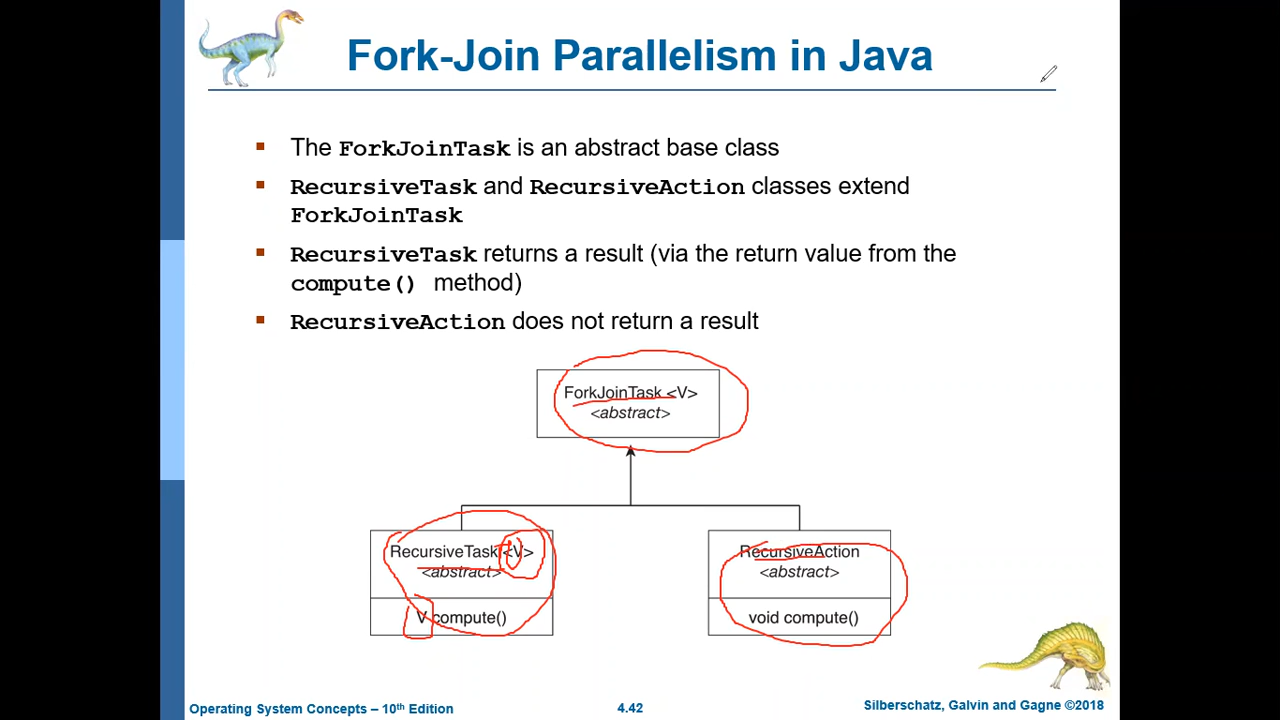 Fork-Join Parallelism in Java
The ForkJoinTask is an abstract base class
RecursiveTask and RecursiveAction classes extend
ForkJoinTask
RecursiveTask returns a result (via the return value from the
compute() method)
RecursiveAction does not return a result
ForkJoinTask <V>
<abstract>
RecursiveTask <V>
<abstract>
V compute()
RecursiveAction
<abstract>
void compute()
Operating System Concepts – 10th Edition
4.42
Silberschatz, Galvin and Gagne ©2018